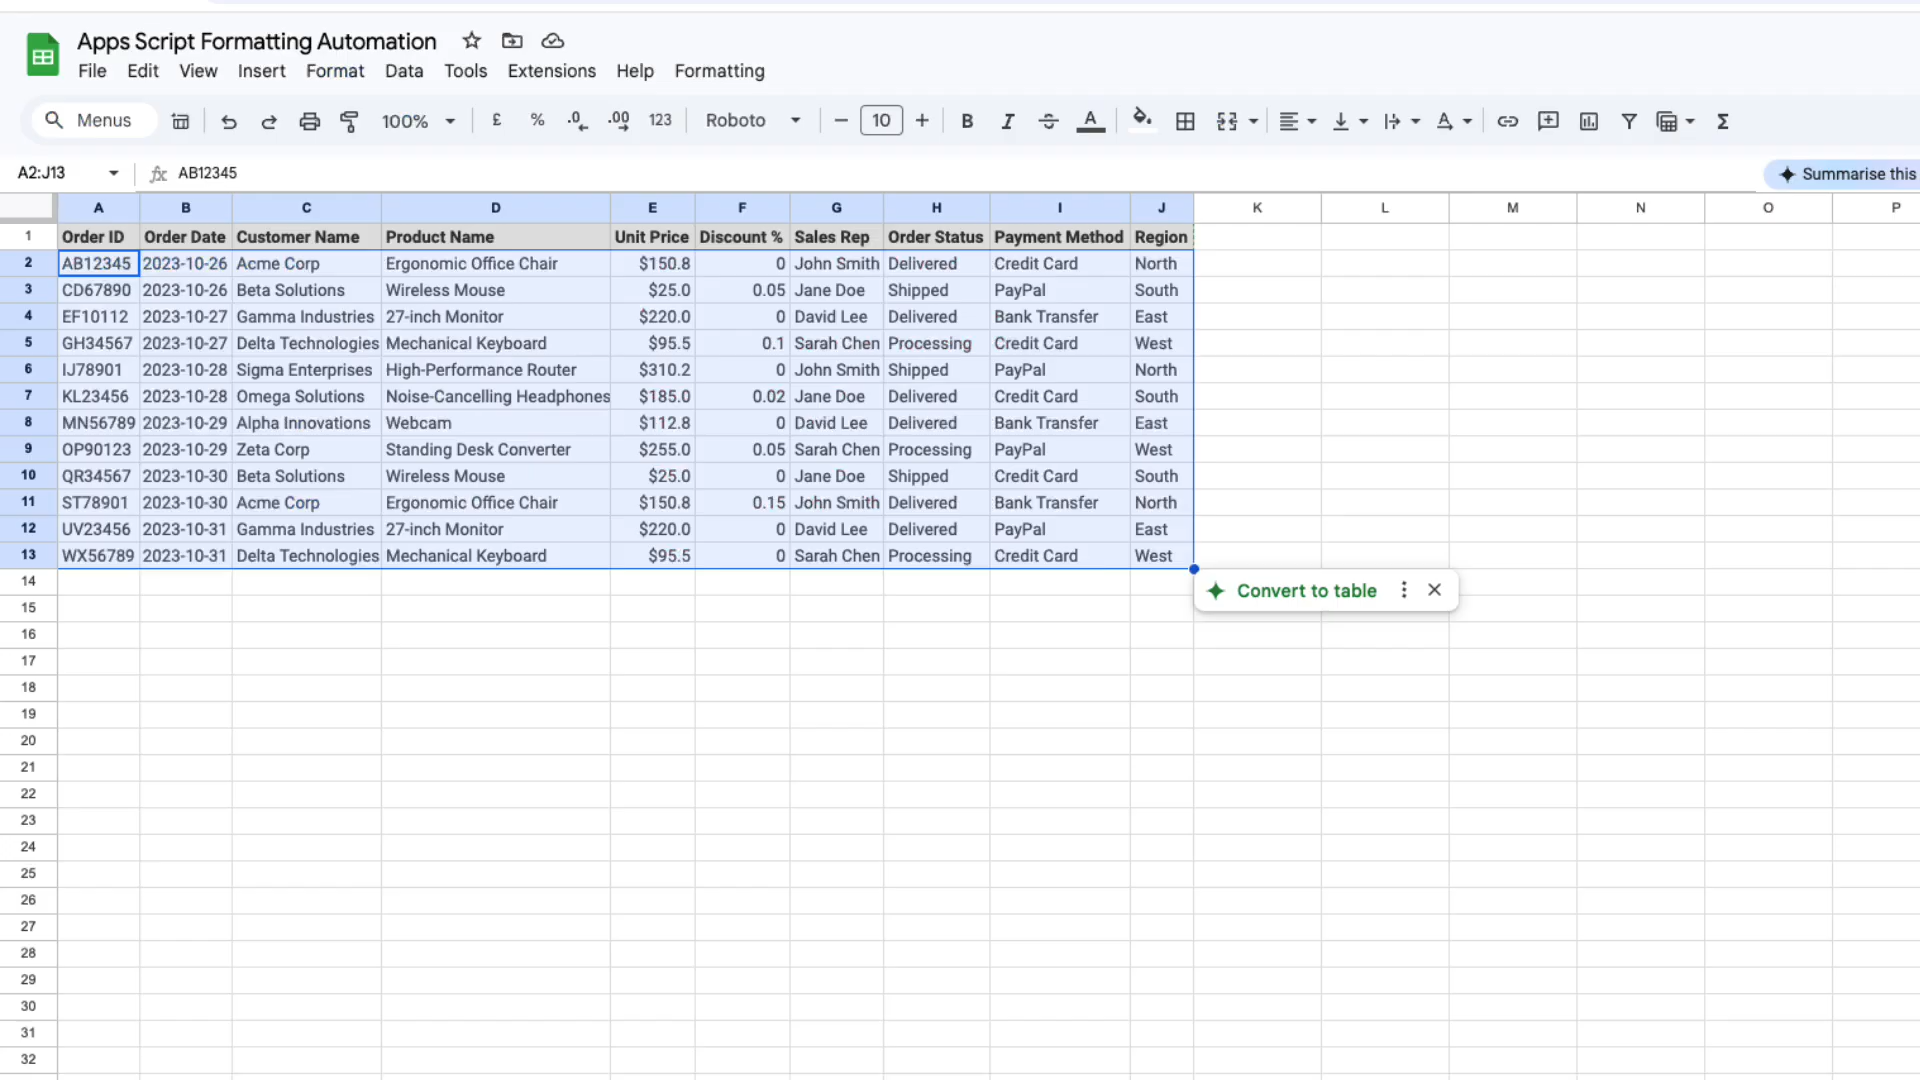 Apps Script Formatting Automation
File Edit View Insert Format Data Tools Extensions Help Formatting
Menus 100% £ % .0 .00 123 Roboto 10 B I S A A Σ
A2:J13 fx AB12345 Summarise this
A B C D E F G H I J K L M N O P
1 Order ID Order Date Customer Name Product Name Unit Price Discount % Sales Rep Order Status Payment Method Region
2 AB12345 2023-10-26 Acme Corp Ergonomic Office Chair $150.8 0 John Smith Delivered Credit Card North
3 CD67890 2023-10-26 Beta Solutions Wireless Mouse $25.0 0.05 Jane Doe Shipped PayPal South
4 EF10112 2023-10-27 Gamma Industries 27-inch Monitor $220.0 0 David Lee Delivered Bank Transfer East
5 GH34567 2023-10-27 Delta Technologies Mechanical Keyboard $95.5 0.1 Sarah Chen Processing Credit Card West
6 IJ78901 2023-10-28 Sigma Enterprises High-Performance Router $310.2 0 John Smith Shipped PayPal North
7 KL23456 2023-10-28 Omega Solutions Noise-Cancelling Headphones $185.0 0.02 Jane Doe Delivered Credit Card South
8 MN56789 2023-10-29 Alpha Innovations Webcam $112.8 0 David Lee Delivered Bank Transfer East
9 OP90123 2023-10-29 Zeta Corp Standing Desk Converter $255.0 0.05 Sarah Chen Processing PayPal West
10 QR34567 2023-10-30 Beta Solutions Wireless Mouse $25.0 0 Jane Doe Shipped Credit Card South
11 ST78901 2023-10-30 Acme Corp Ergonomic Office Chair $150.8 0.15 John Smith Delivered Bank Transfer North
12 UV23456 2023-10-31 Gamma Industries 27-inch Monitor $220.0 0 David Lee Delivered PayPal East
13 WX56789 2023-10-31 Delta Technologies Mechanical Keyboard $95.5 0 Sarah Chen Processing Credit Card West
14 Convert to table
15
16
17
18
19
20
21
22
23
24
25
26
27
28
29
30
31
32